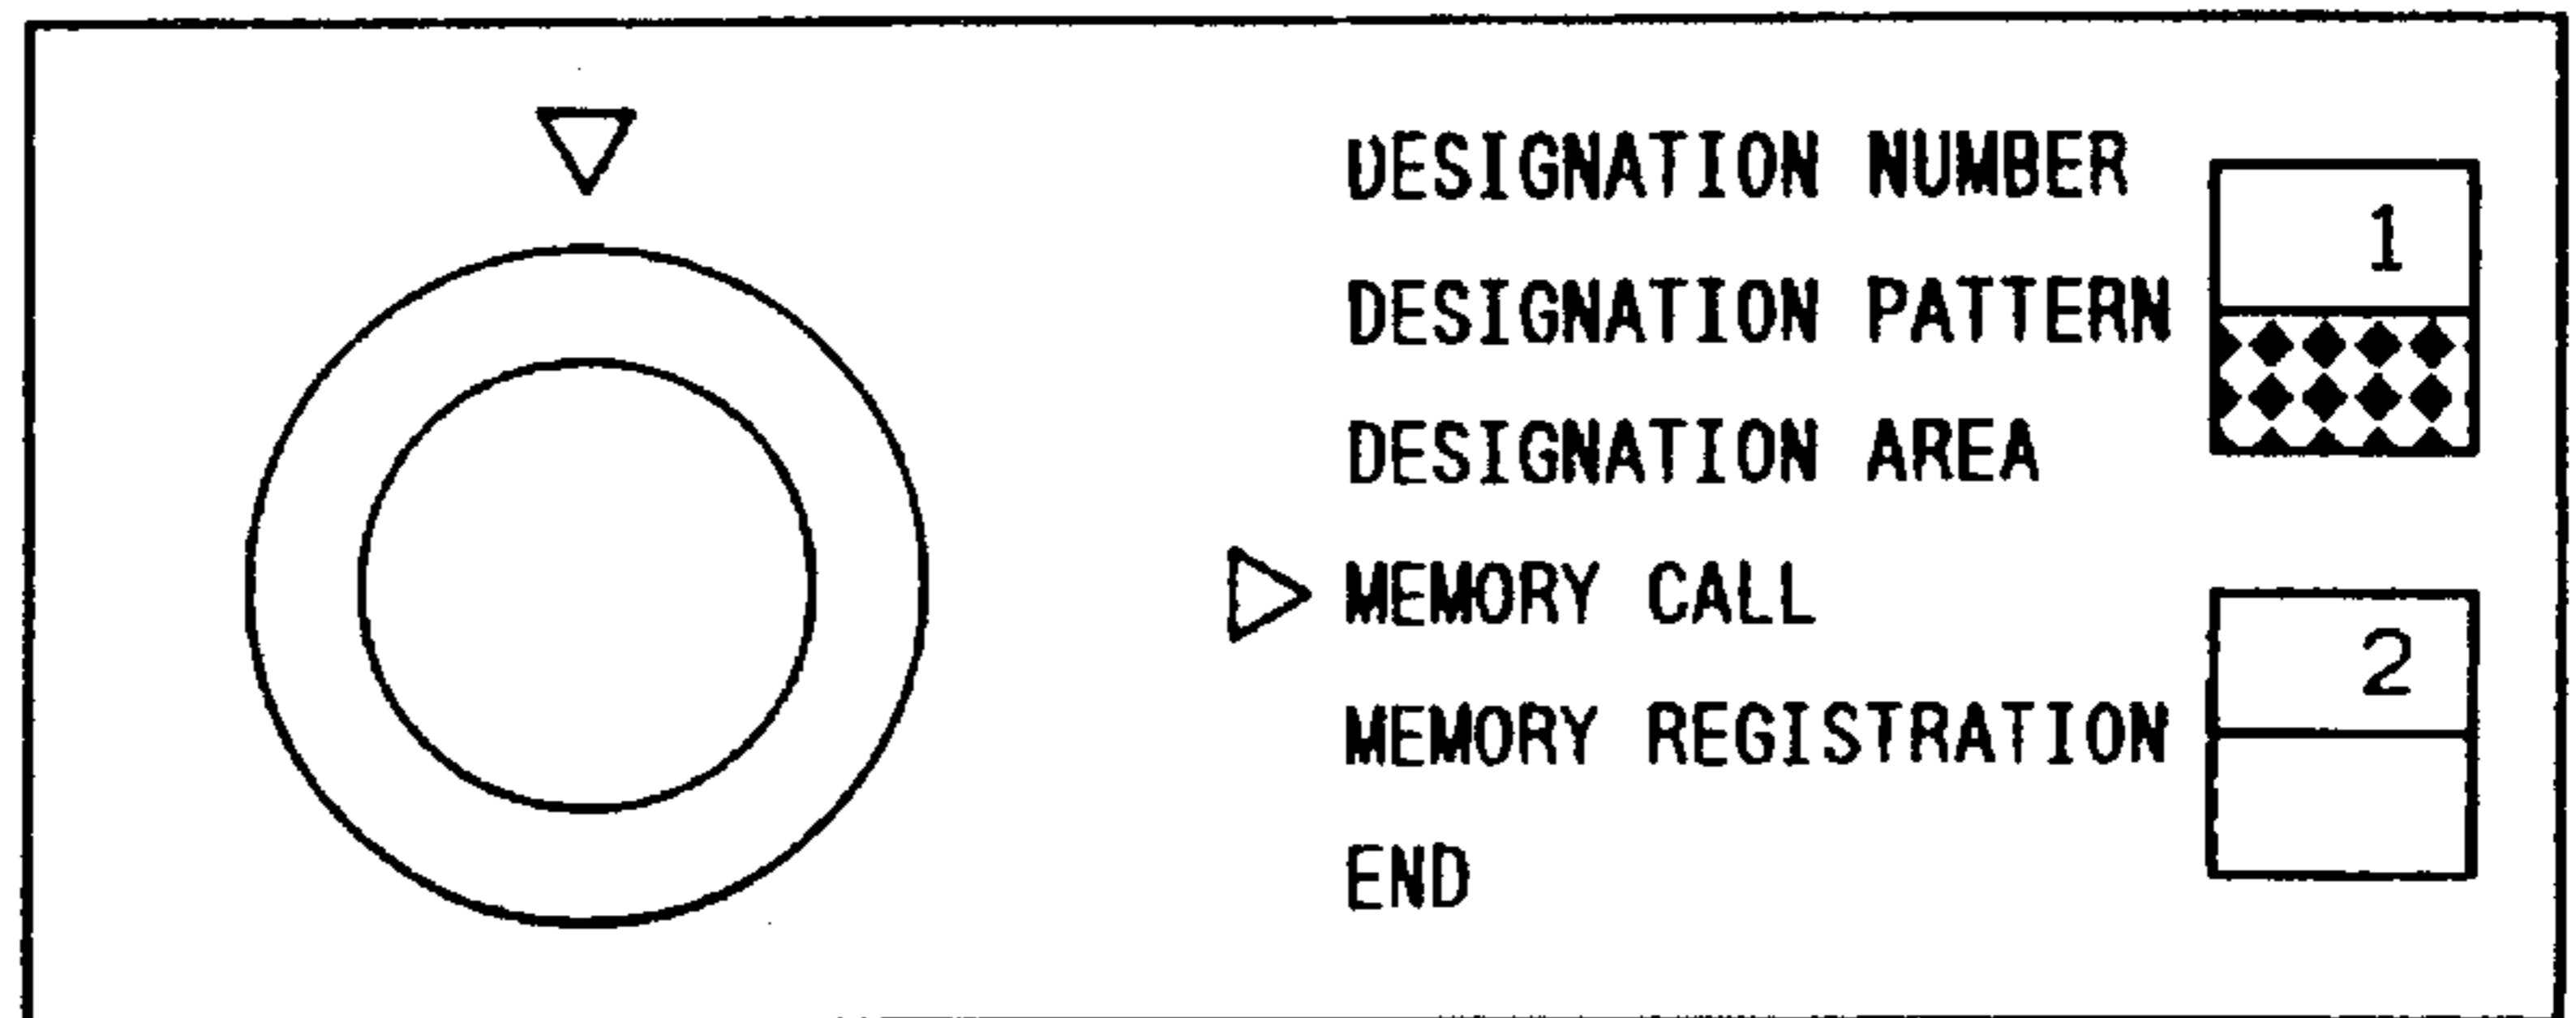 DESIGNATION NUMBER
1
DESIGNATION PATTERN
DESIGNATION AREA
MEMORY CALL
2
MEMORY REGISTRATION
END